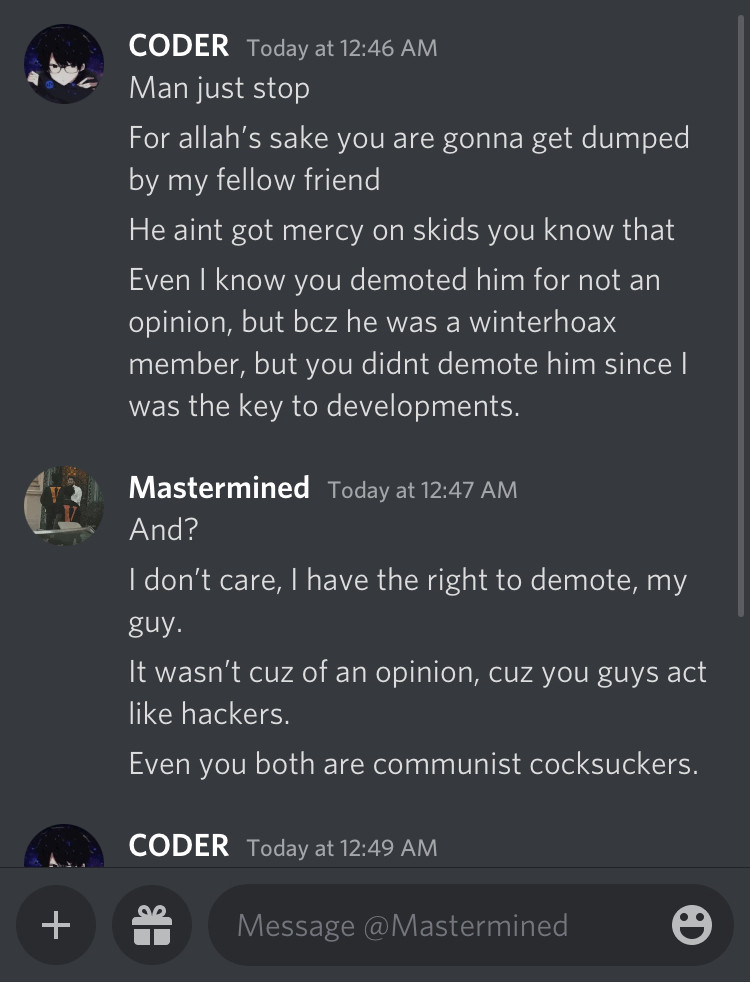 CODER Today at 12:46 AM
Man just stop
For allah’s sake you are gonna get dumped
by my fellow friend
He aint got mercy on skids you know that
Even I know you demoted him for not an
opinion, but bcz he was a winterhoax
member, but you didnt demote him since I
was the key to developments.
Mastermined Today at 12:47 AM
And?
I don’t care, I have the right to demote, my
guy.
It wasn’t cuz of an opinion, cuz you guys act
like hackers.
Even you both are communist cocksuckers.
CODER Today at 12:49 AM
Message @Mastermined